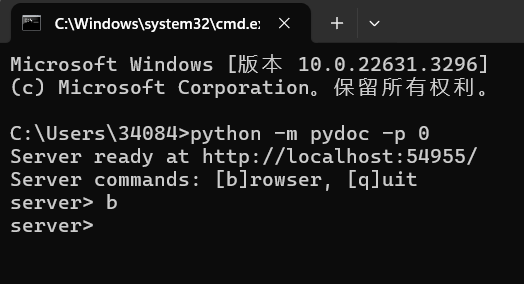 C:\Windows\system32\cmd.e
Microsoft Windows [版本 10.0.22631.3296]
(c) Microsoft Corporation。保留所有权利。
C:\Users\34084>python -m pydoc -p 0
Server ready at http://localhost:54955/
Server commands: [b]rowser, [q]uit
server> b
server>